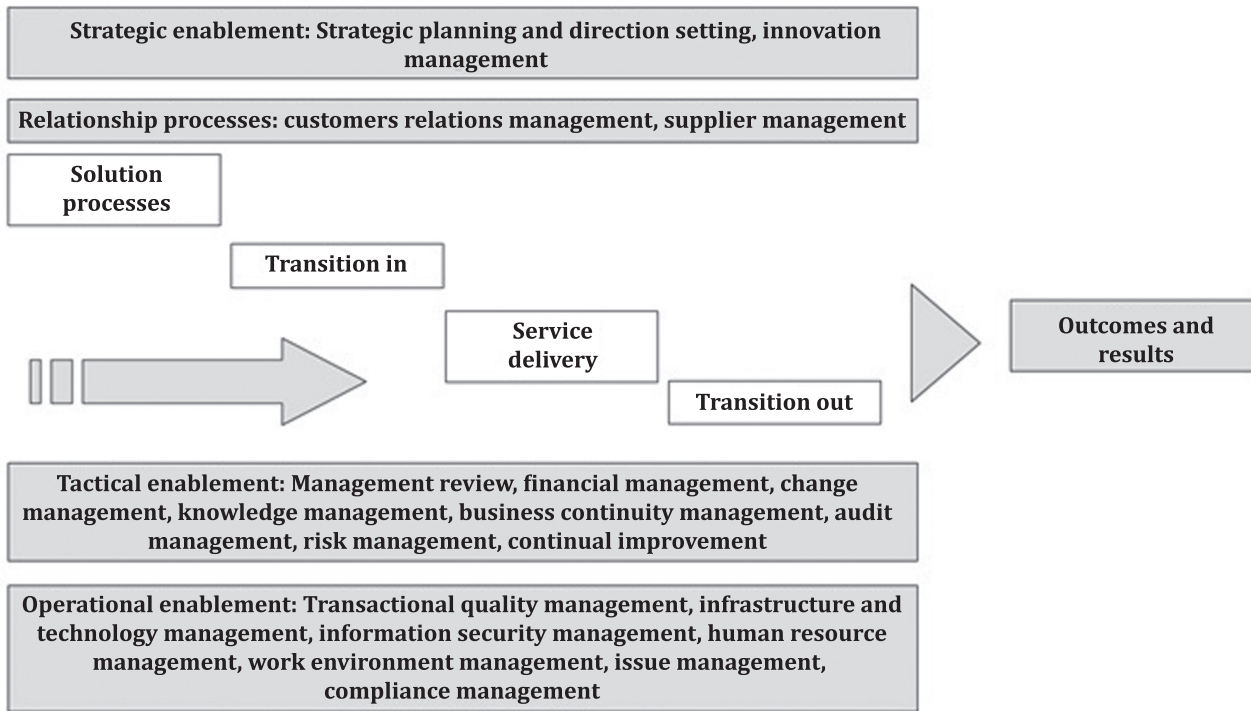 Strategic enablement: Strategic planning and direction setting, innovation
management
Relationship processes: customers relations management, supplier management
Solution
processes
Transition in
Service
delivery
Transition out
Outcomes and
results
Tactical enablement: Management review, financial management, change
management, knowledge management, business continuity management, audit
management, risk management, continual improvement
Operational enablement: Transactional quality management, infrastructure and
technology management, information security management, human resource
management, work environment management, issue management,
compliance management